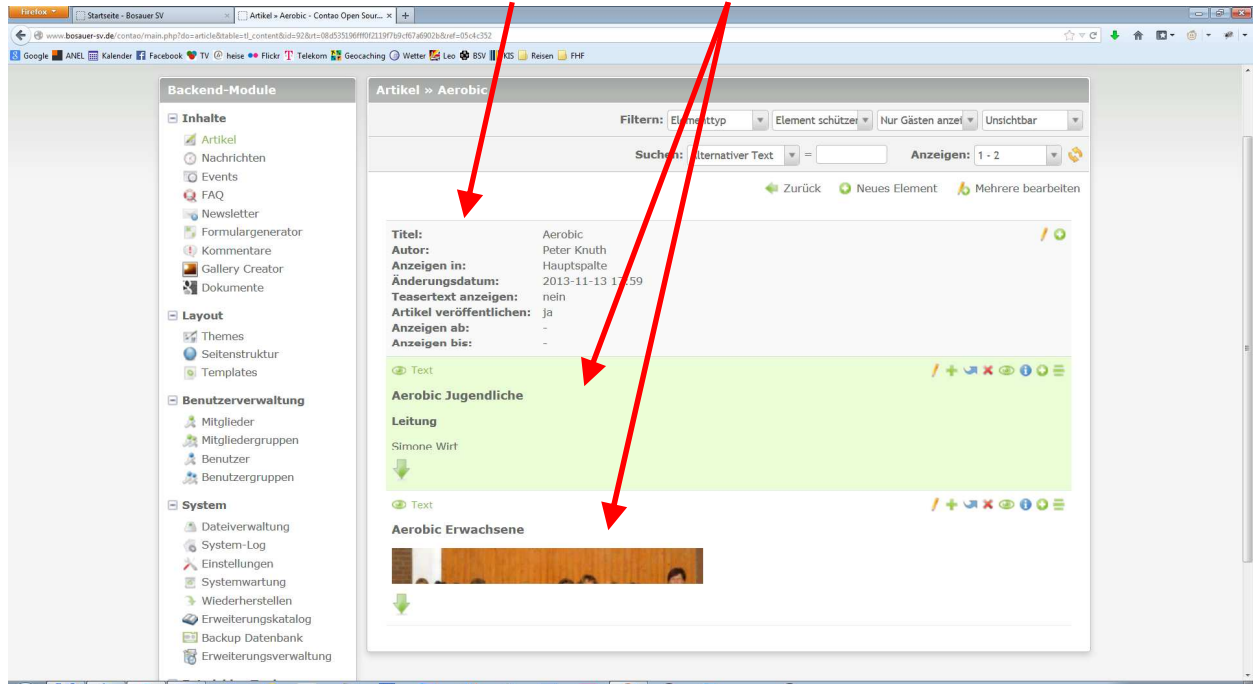 Firefox
Startseite - Bosauer SV
Artikel » Aerobic - Contao Open Sour...
www.bosauer-sv.de/contao/main.php?do=article&table=tl_content&id=92&rt=
Google ANEL Kalender Facebook TV heise Flickr Telekom Geocaching Wetter Leo BSV KIS Reisen FHF
Backend-Module
Inhalte
Artikel
Nachrichten
Events
FAQ
Newsletter
Formulargenerator
Kommentare
Gallery Creator
Dokumente
Layout
Themes
Seitenstruktur
Templates
Benutzerverwaltung
Mitglieder
Mitgliedergruppen
Benutzer
Benutzergruppen
System
Dateiverwaltung
System-Log
Einstellungen
Systemwartung
Wiederherstellen
Erweiterungskatalog
Backup Datenbank
Erweiterungsverwaltung
Artikel » Aerobic
Filtern: Elementtyp Element schützen Nur Gästen anzei Unsichtbar
Suchen: Alternativer Text = Anzeigen: 1 - 2
Zurück Neues Element Mehrere bearbeiten
Titel: Aerobic
Autor: Peter Knuth
Anzeigen in: Hauptspalte
Änderungsdatum: 2013-11-13 17:59
Teasertext anzeigen: nein
Artikel veröffentlichen: ja
Anzeigen ab: -
Anzeigen bis: -
Text
Aerobic Jugendliche
Leitung
Simone Wirt
Text
Aerobic Erwachsene